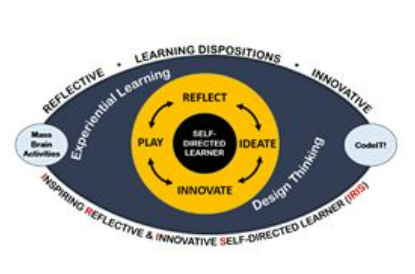 REFLECTIVE • LEARNING DISPOSITIONS • INNOVATIVE
Experiential Learning
REFLECT
Mass
Brain
Activities
PLAY
SELF-
DIRECTED
LEARNER
IDEATE
CodeIT!
INNOVATE
Design Thinking
INSPIRING REFLECTIVE & INNOVATIVE SELF-DIRECTED LEARNER (IRIS)